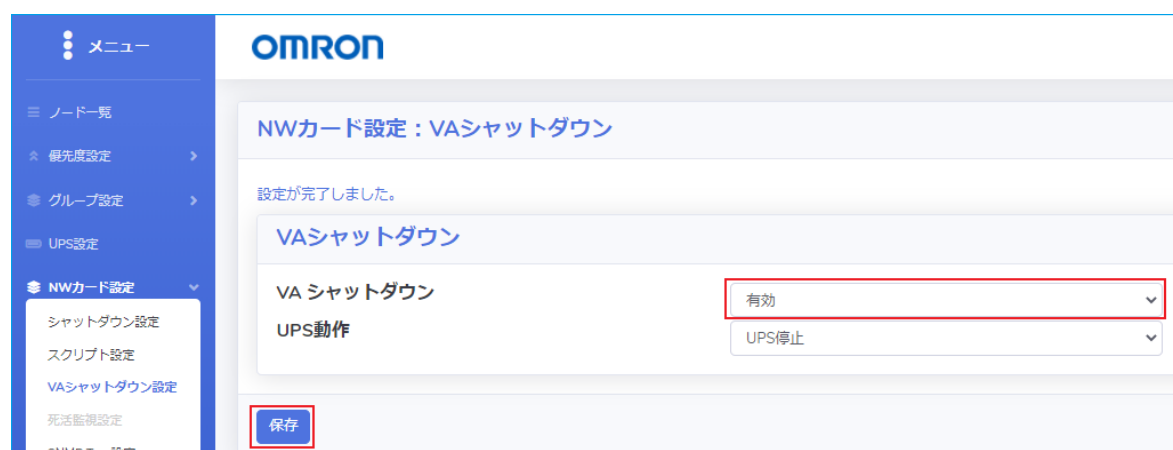 メニュー
OMRON
ノード一覧
優先度設定
グループ設定
UPS設定
NWカード設定
シャットダウン設定
スクリプト設定
VAシャットダウン設定
死活監視設定
NWカード設定：VAシャットダウン
設定が完了しました。
VAシャットダウン
VA シャットダウン
有効
UPS動作
UPS停止
保存